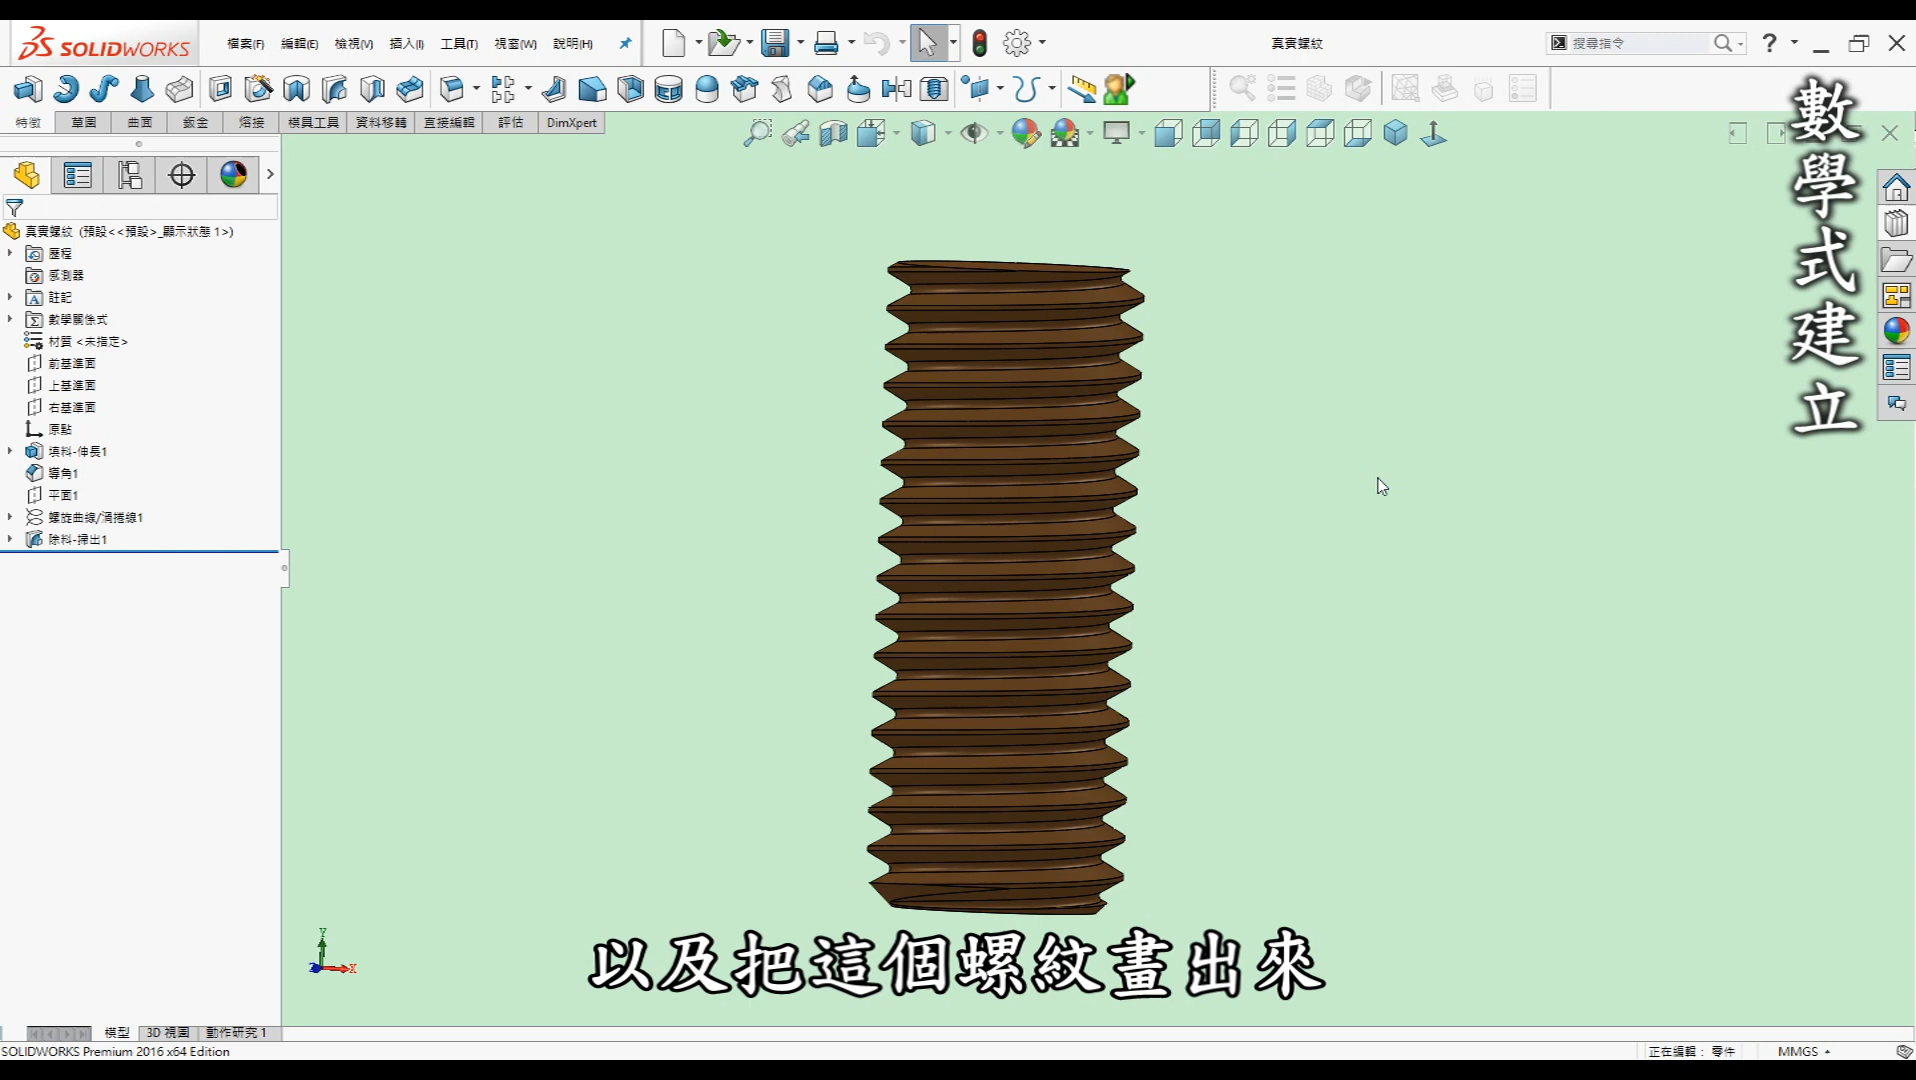 SOLIDWORKS
檔案(F) 編輯(E) 檢視(V) 插入(I) 工具(T) 視窗(W) 說明(H)
真實螺紋
搜尋指令
?
特徵 草圖 曲面 鈑金 熔接 模具工具 資料移轉 直接編輯 評估 DimXpert
真實螺紋 (預設<<預設>_顯示狀態 1>)
歷程
感測器
註記
數學關係式
材質 <未指定>
前基準面
上基準面
右基準面
原點
填料-伸長1
導角1
平面1
螺旋曲線/渦捲線1
除料-掃出1
數學式建立
Y
Z X
以及把這個螺紋畫出來
模型 3D 視圖 動作研究 1
SOLIDWORKS Premium 2016 x64 Edition
正在編輯： 零件
MMGS